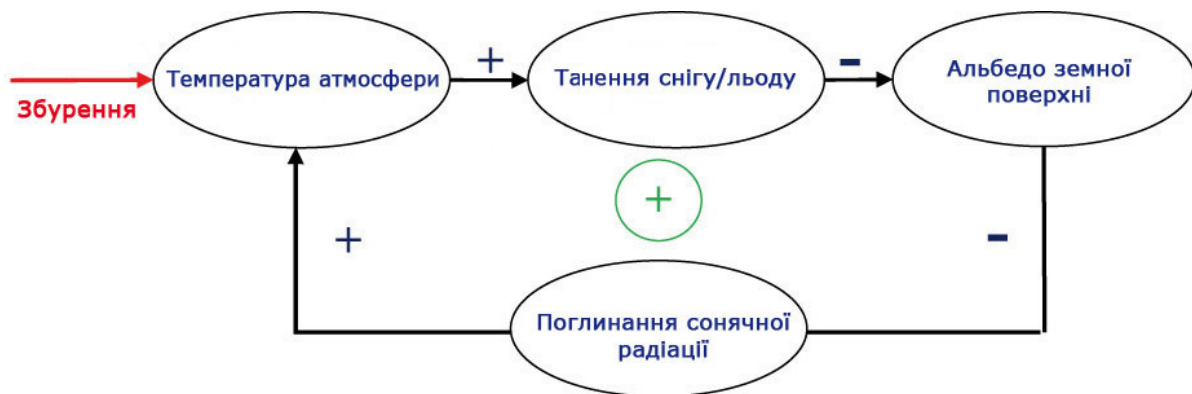 Збурення
Температура атмосфери
+
Танення снігу/льоду
-
Альбедо земної
поверхні
-
Поглинання сонячної
радіації
+
+